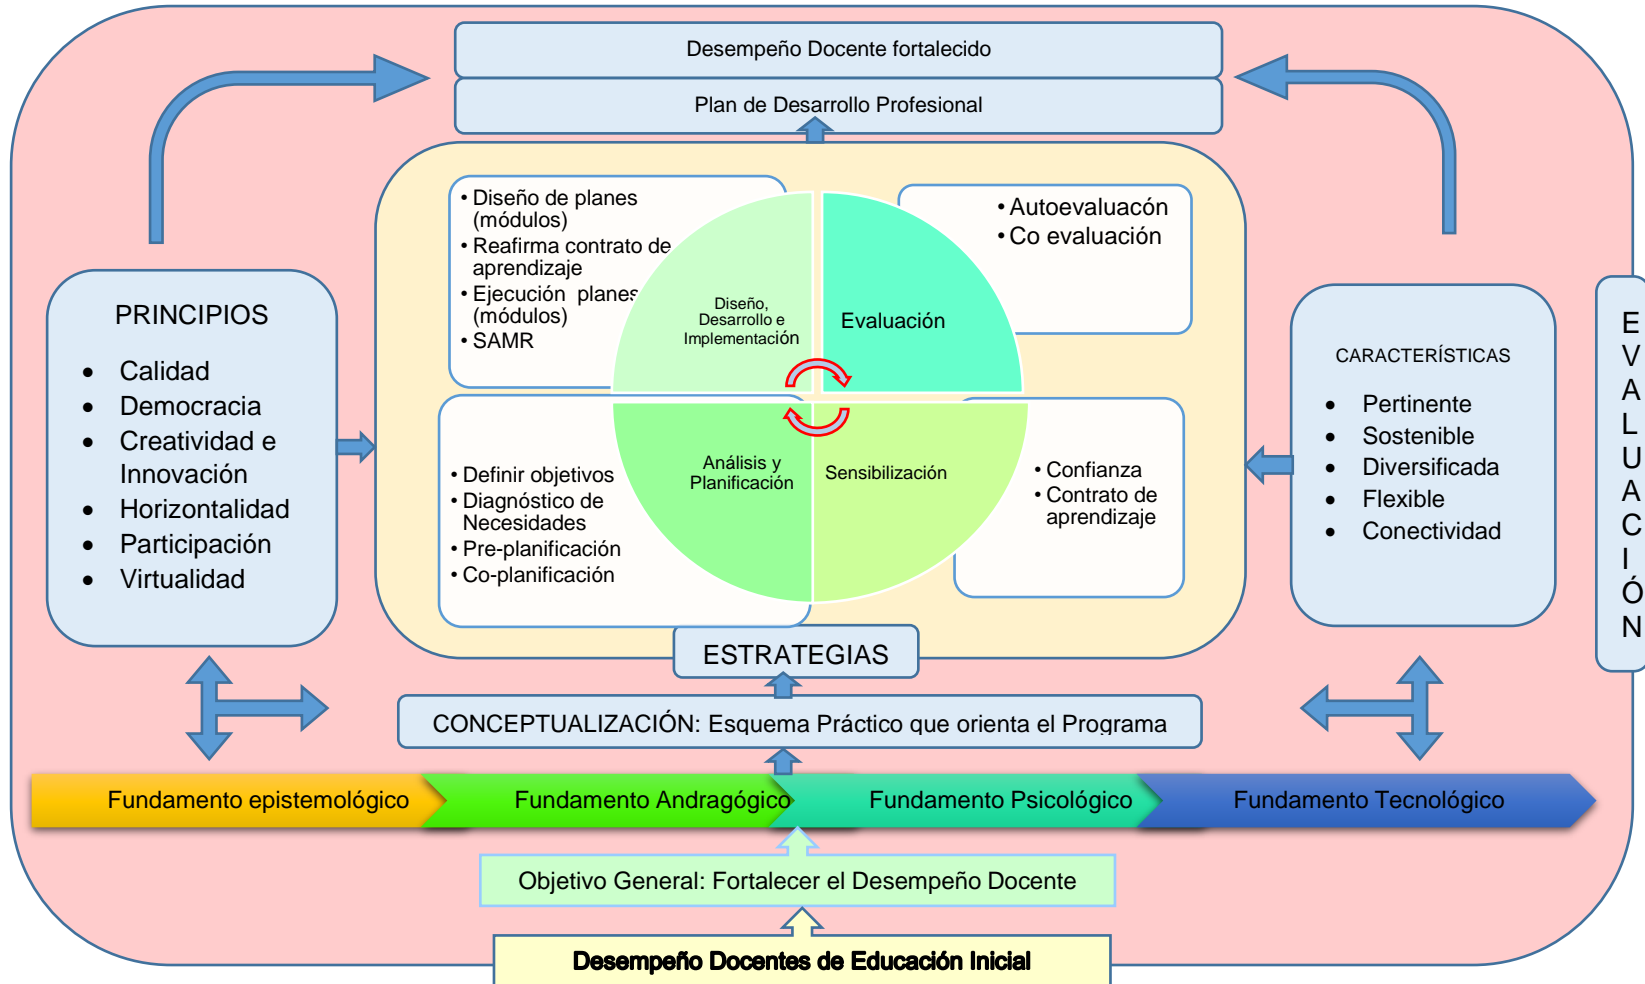 Desempeño Docente fortalecido
Plan de Desarrollo Profesional
• Diseño de planes
(módulos)
• Reafirma contrato de
aprendizaje
• Ejecución planes
(módulos)
• SAMR
Diseño,
Desarrollo e
Implementación
Evaluación
• Autoevaluacón
• Co evaluación
PRINCIPIOS
• Calidad
• Democracia
• Creatividad e
Innovación
• Horizontalidad
• Participación
• Virtualidad
• Definir objetivos
• Diagnóstico de
Necesidades
• Pre-planificación
• Co-planificación
Análisis y
Planificación
Sensibilización
• Confianza
• Contrato de
aprendizaje
CARACTERÍSTICAS
• Pertinente
• Sostenible
• Diversificada
• Flexible
• Conectividad
E
V
A
L
U
A
C
I
Ó
N
ESTRATEGIAS
CONCEPTUALIZACIÓN: Esquema Práctico que orienta el Programa
Fundamento epistemológico
Fundamento Andragógico
Fundamento Psicológico
Fundamento Tecnológico
Objetivo General: Fortalecer el Desempeño Docente
Desempeño Docentes de Educación Inicial